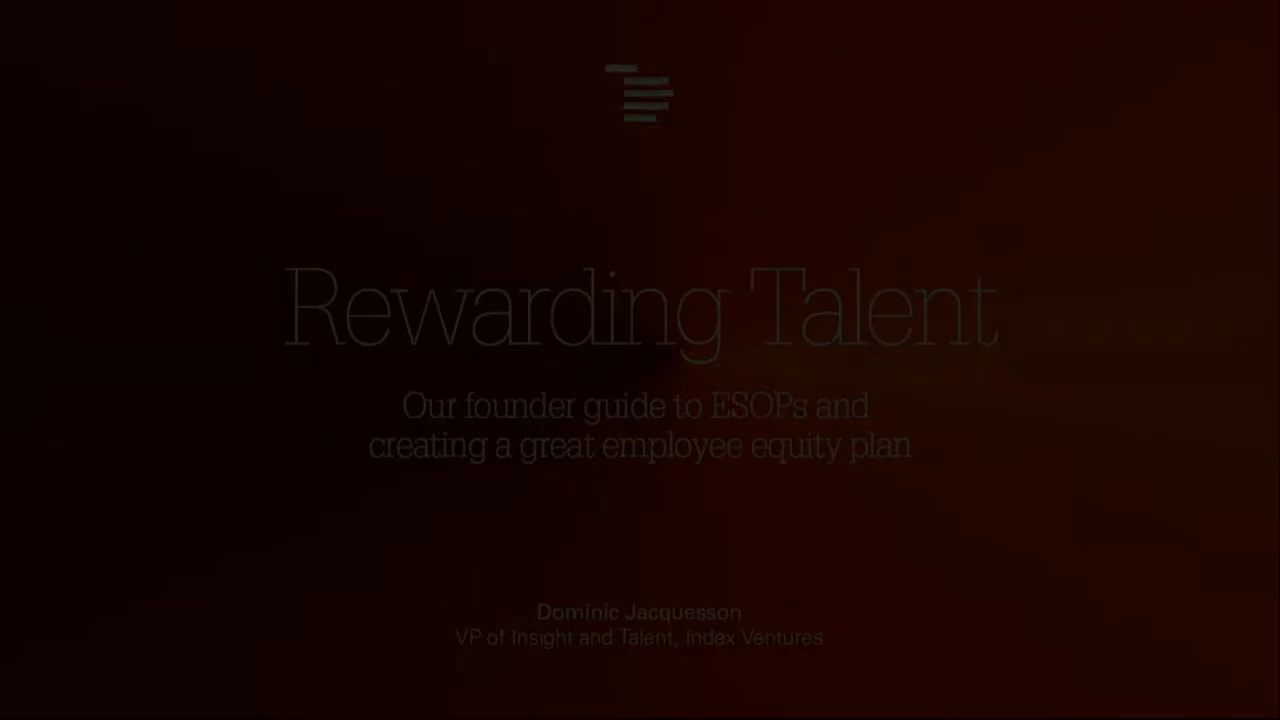 Rewarding Talent
Our founder guide to ESOPs and
creating a great employee equity plan
Dominic Jacquesson
VP of Insight and Talent, Index Ventures